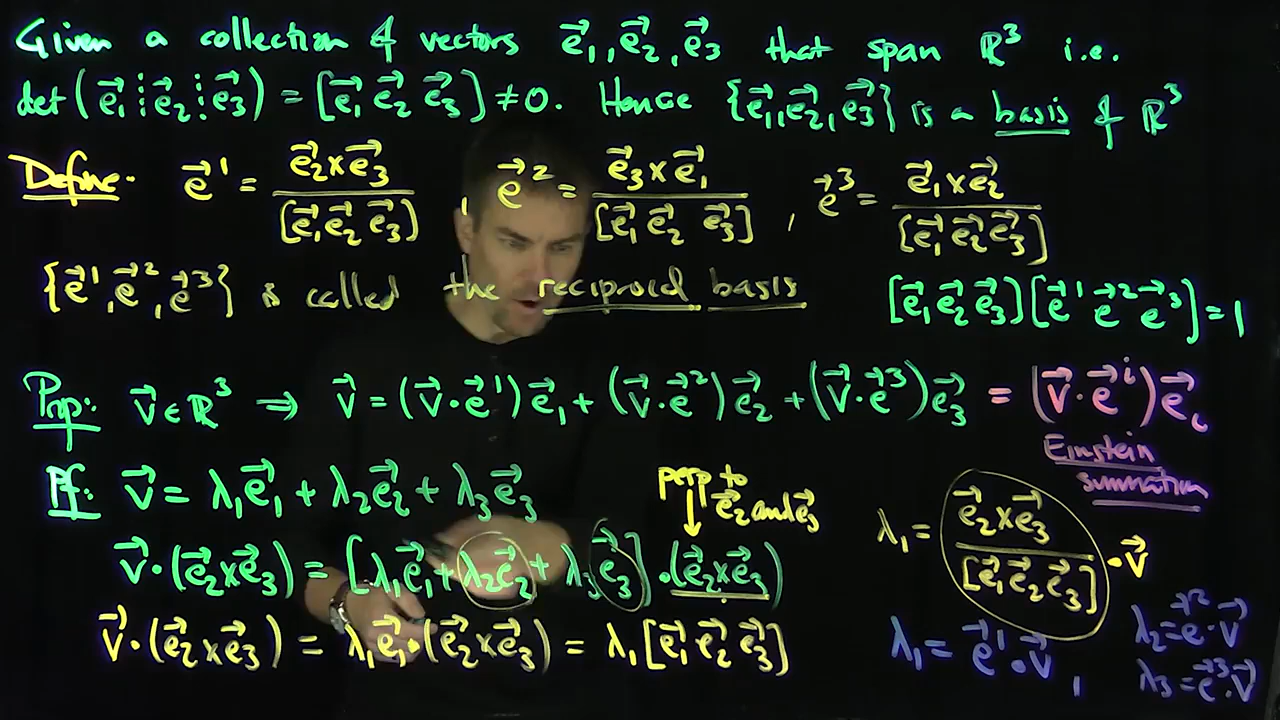 Given a collection of vectors e⃗₁, e⃗₂, e⃗₃ that span ℝ³ i.e.
det(e⃗₁ ⋮ e⃗₂ ⋮ e⃗₃) = [e⃗₁ e⃗₂ e⃗₃] ≠ 0. Hence {e⃗₁, e⃗₂, e⃗₃} is a basis of ℝ³
Define: e⃗¹ = (e⃗₂ × e⃗₃)/[e⃗₁ e⃗₂ e⃗₃], e⃗² = (e⃗₃ × e⃗₁)/[e⃗₁ e⃗₂ e⃗₃], e⃗³ = (e⃗₁ × e⃗₂)/[e⃗₁ e⃗₂ e⃗₃]
{e⃗¹, e⃗², e⃗³} is called the reciprocal basis
[e⃗₁ e⃗₂ e⃗₃][e⃗¹ e⃗² e⃗³] = 1
Prop: v⃗ ∈ ℝ³ ⇒ v⃗ = (v⃗·e⃗¹)e⃗₁ + (v⃗·e⃗²)e⃗₂ + (v⃗·e⃗³)e⃗₃ = (v⃗·e⃗ⁱ)e⃗ᵢ
Einstein
summation
Pf: v⃗ = λ₁e⃗₁ + λ₂e⃗₂ + λ₃e⃗₃
perp to
e⃗₂ and e⃗₃
v⃗·(e⃗₂ × e⃗₃) = [λ₁e⃗₁ + λ₂e⃗₂ + λ₃e⃗₃]·(e⃗₂ × e⃗₃)
v⃗·(e⃗₂ × e⃗₃) = λ₁e⃗₁·(e⃗₂ × e⃗₃) = λ₁[e⃗₁ e⃗₂ e⃗₃]
λ₁ = (e⃗₂ × e⃗₃)/[e⃗₁ e⃗₂ e⃗₃] · v⃗
λ₁ = e⃗¹·v⃗,
λ₂ = e⃗²·v⃗
λ₃ = e⃗³·v⃗